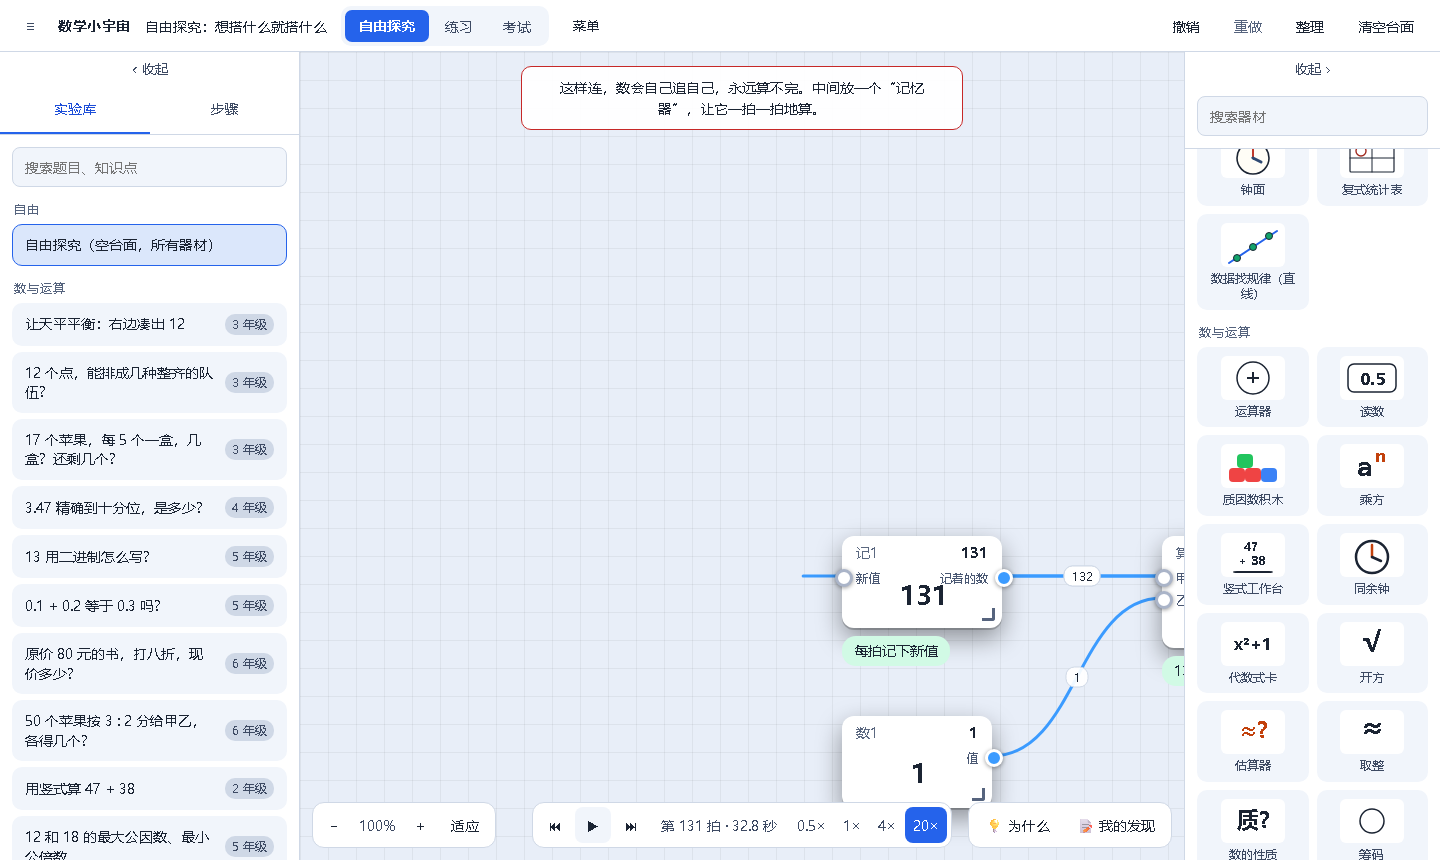 ≡ 数学小宇宙 自由探究：想搭什么就搭什么 自由探究 练习 考试 菜单 撤销 重做 整理 清空台面
‹ 收起
实验库 步骤
搜索题目、知识点
自由
自由探究（空台面，所有器材）
数与运算
让天平平衡：右边凑出 12 3 年级
12 个点，能排成几种整齐的队
伍？
3 年级
17 个苹果，每 5 个一盒，几
盒？还剩几个？
3 年级
3.47 精确到十分位，是多少？ 4 年级
13 用二进制怎么写？ 5 年级
0.1 + 0.2 等于 0.3 吗？ 5 年级
原价 80 元的书，打八折，现
价多少？
6 年级
50 个苹果按 3 : 2 分给甲乙，
各得几个？
6 年级
用竖式算 47 + 38 2 年级
12 和 18 的最大公因数、最小
公倍数
5 年级
这样连，数会自己追自己，永远算不完。中间放一个“记忆
器”，让它一拍一拍地算。
记1 131
新值 记着的数
131
每拍记下新值
132
1
数1 1
值
1
算
甲
乙
− 100% + 适应
⏮ ▶ ⏭ 第 131 拍 · 32.8 秒 0.5× 1× 4× 20×
💡 为什么 📝 我的发现
收起 ›
搜索器材
钟面 复式统计表
数据找规律（直
线）
数与运算
+ 0.5
运算器 读数
aⁿ
质因数积木 乘方
47
+ 38
竖式工作台 同余钟
x²+1 √
代数式卡 开方
≈? ≈
估算器 取整
质?
数的性质 筹码